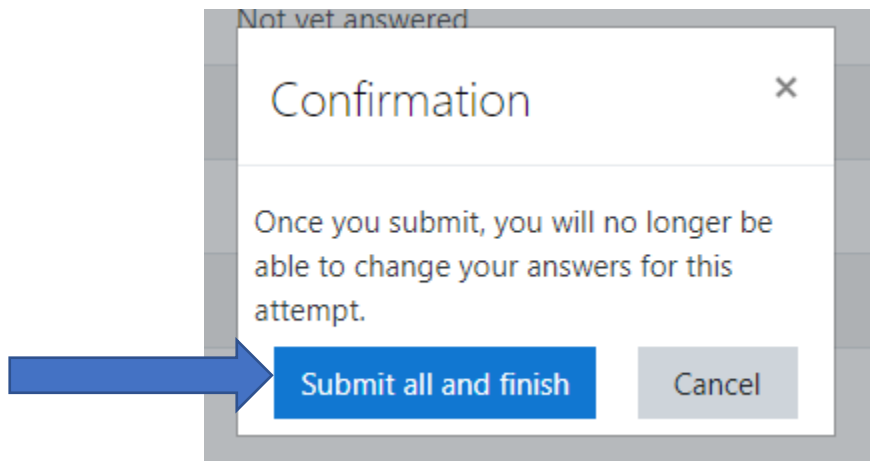 Not yet answered
Confirmation ×
Once you submit, you will no longer be
able to change your answers for this
attempt.
Submit all and finish Cancel